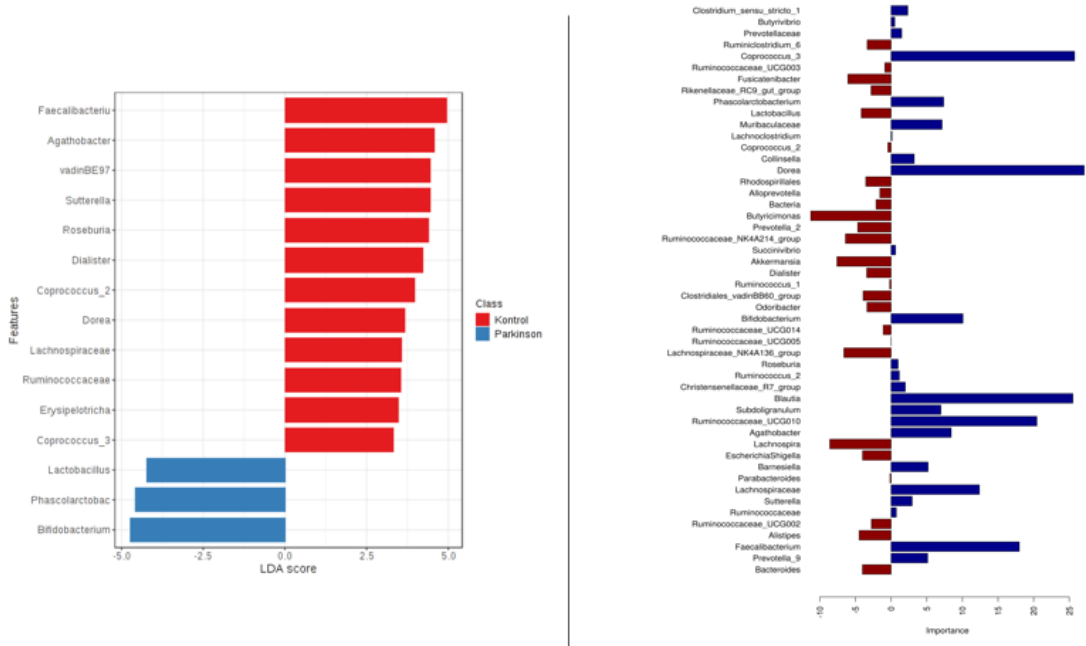 Faecalibacteriu
Agathobacter
vadinBE97
Sutterella
Roseburia
Dialister
Coprococcus_2
Dorea
Lachnospiraceae
Ruminococcaceae
Erysipelotricha
Coprococcus_3
Lactobacillus
Phascolarctobac
Bifidobacterium
Features
-5.0 -2.5 0.0 2.5 5.0
LDA score
Class
Kontrol
Parkinson
Clostridium_sensu_stricto_1
Butyrivibrio
Prevotellaceae
Ruminiclostridium_6
Coprococcus_3
Ruminococcaceae_UCG003
Fusicatenibacter
Rikenellaceae_RC9_gut_group
Phascolarctobacterium
Lactobacillus
Muribaculaceae
Lachnoclostridium
Coprococcus_2
Collinsella
Dorea
Rhodospirillales
Alloprevotella
Bacteria
Butyricimonas
Prevotella_2
Ruminococcaceae_NK4A214_group
Succinivibrio
Akkermansia
Dialister
Ruminococcus_1
Clostridiales_vadinBB60_group
Odoribacter
Bifidobacterium
Ruminococcaceae_UCG014
Ruminococcaceae_UCG005
Lachnospiraceae_NK4A136_group
Roseburia
Ruminococcus_2
Christensenellaceae_R7_group
Blautia
Subdoligranulum
Ruminococcaceae_UCG010
Agathobacter
Lachnospira
EscherichiaShigella
Barnesiella
Parabacteroides
Lachnospiraceae
Sutterella
Ruminococcaceae
Ruminococcaceae_UCG002
Alistipes
Faecalibacterium
Prevotella_9
Bacteroides
-10 -5 0 5 10 15 20 25
Importance